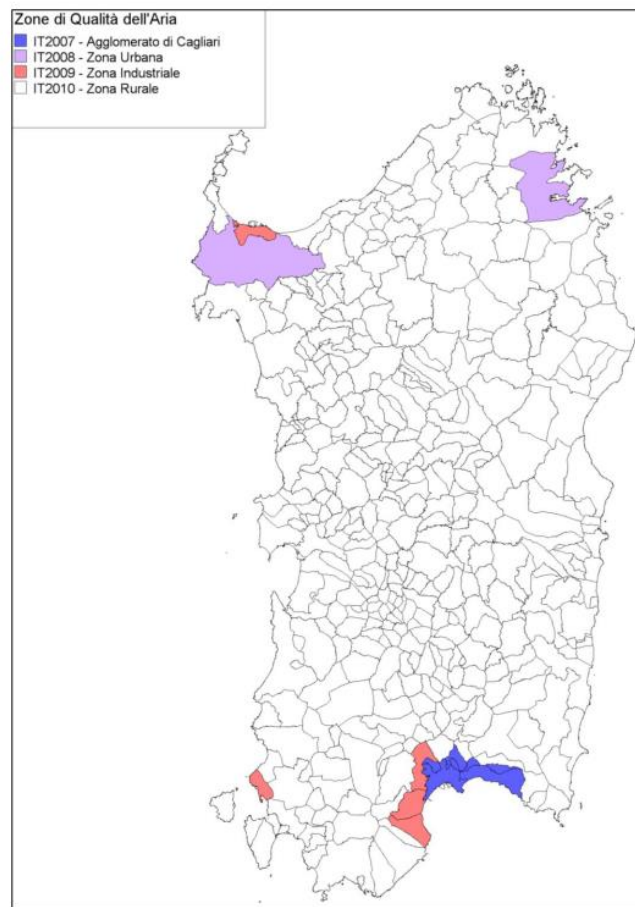 Zone di Qualità dell'Aria
IT2007 - Agglomerato di Cagliari
IT2008 - Zona Urbana
IT2009 - Zona Industriale
IT2010 - Zona Rurale